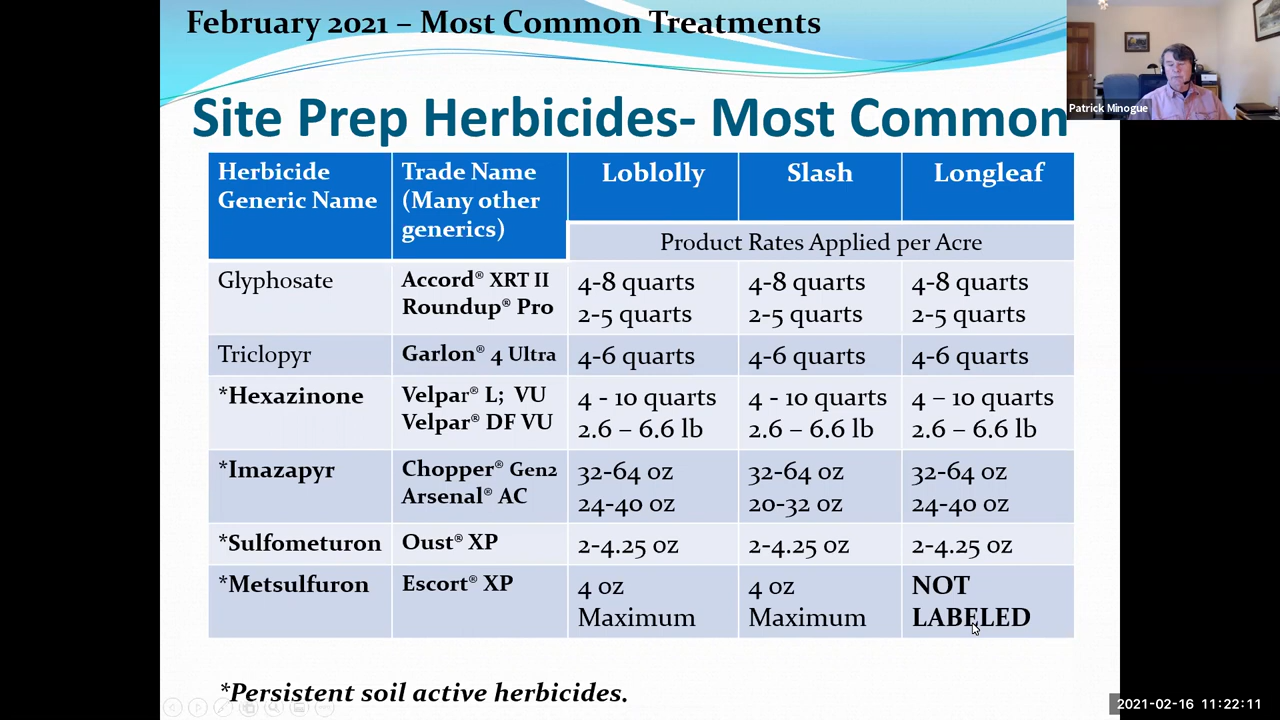 February 2021 – Most Common Treatments
Patrick Minogue
Site Prep Herbicides- Most Common
Herbicide Generic Name
Trade Name (Many other generics)
Loblolly
Slash
Longleaf
Product Rates Applied per Acre
Glyphosate
Accord® XRT II
Roundup® Pro
4-8 quarts
2-5 quarts
4-8 quarts
2-5 quarts
4-8 quarts
2-5 quarts
Triclopyr
Garlon® 4 Ultra
4-6 quarts
4-6 quarts
4-6 quarts
*Hexazinone
Velpar® L; VU
Velpar® DF VU
4 - 10 quarts
2.6 – 6.6 lb
4 - 10 quarts
2.6 – 6.6 lb
4 – 10 quarts
2.6 – 6.6 lb
*Imazapyr
Chopper® Gen2
Arsenal® AC
32-64 oz
24-40 oz
32-64 oz
20-32 oz
32-64 oz
24-40 oz
*Sulfometuron
Oust® XP
2-4.25 oz
2-4.25 oz
2-4.25 oz
*Metsulfuron
Escort® XP
4 oz
Maximum
4 oz
Maximum
NOT
LABELED
*Persistent soil active herbicides.
2021-02-16 11:22:11